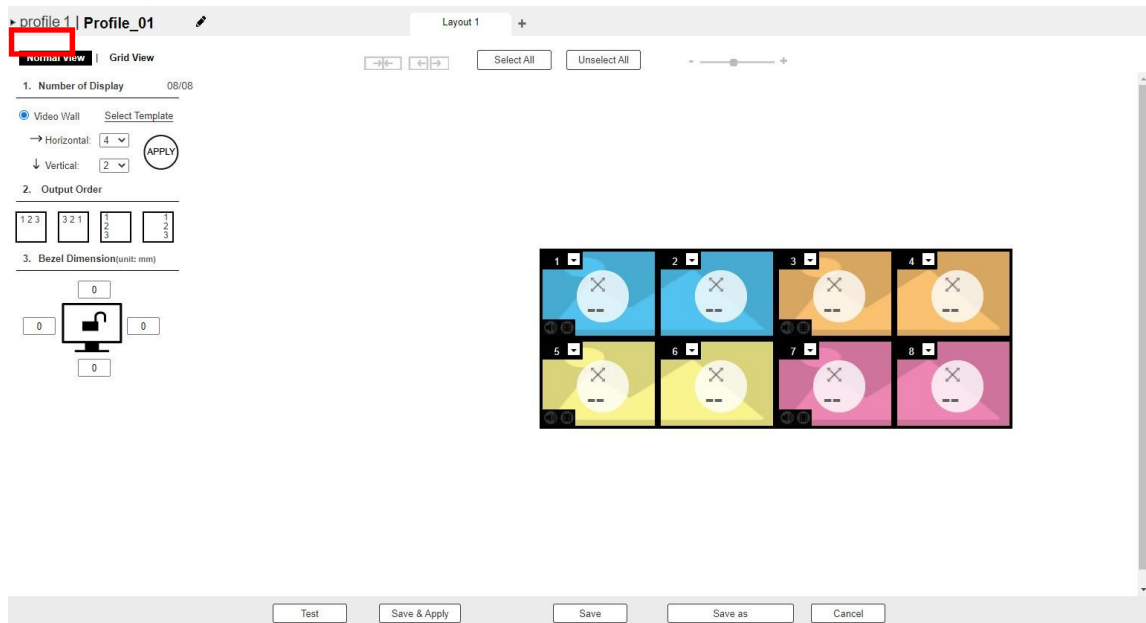 profile 1 | Profile_01
Layout 1 +
Normal View | Grid View
Select All Unselect All - +
1. Number of Display 08/08
Video Wall Select Template
→ Horizontal: 4
APPLY
↓ Vertical: 2
2. Output Order
1 2 3 3 2 1 1 2 3 1 2 3
3. Bezel Dimension(unit: mm)
0
0 0
0
1 2 3 4
-- -- -- --
5 6 7 8
-- -- -- --
Test Save & Apply Save Save as Cancel